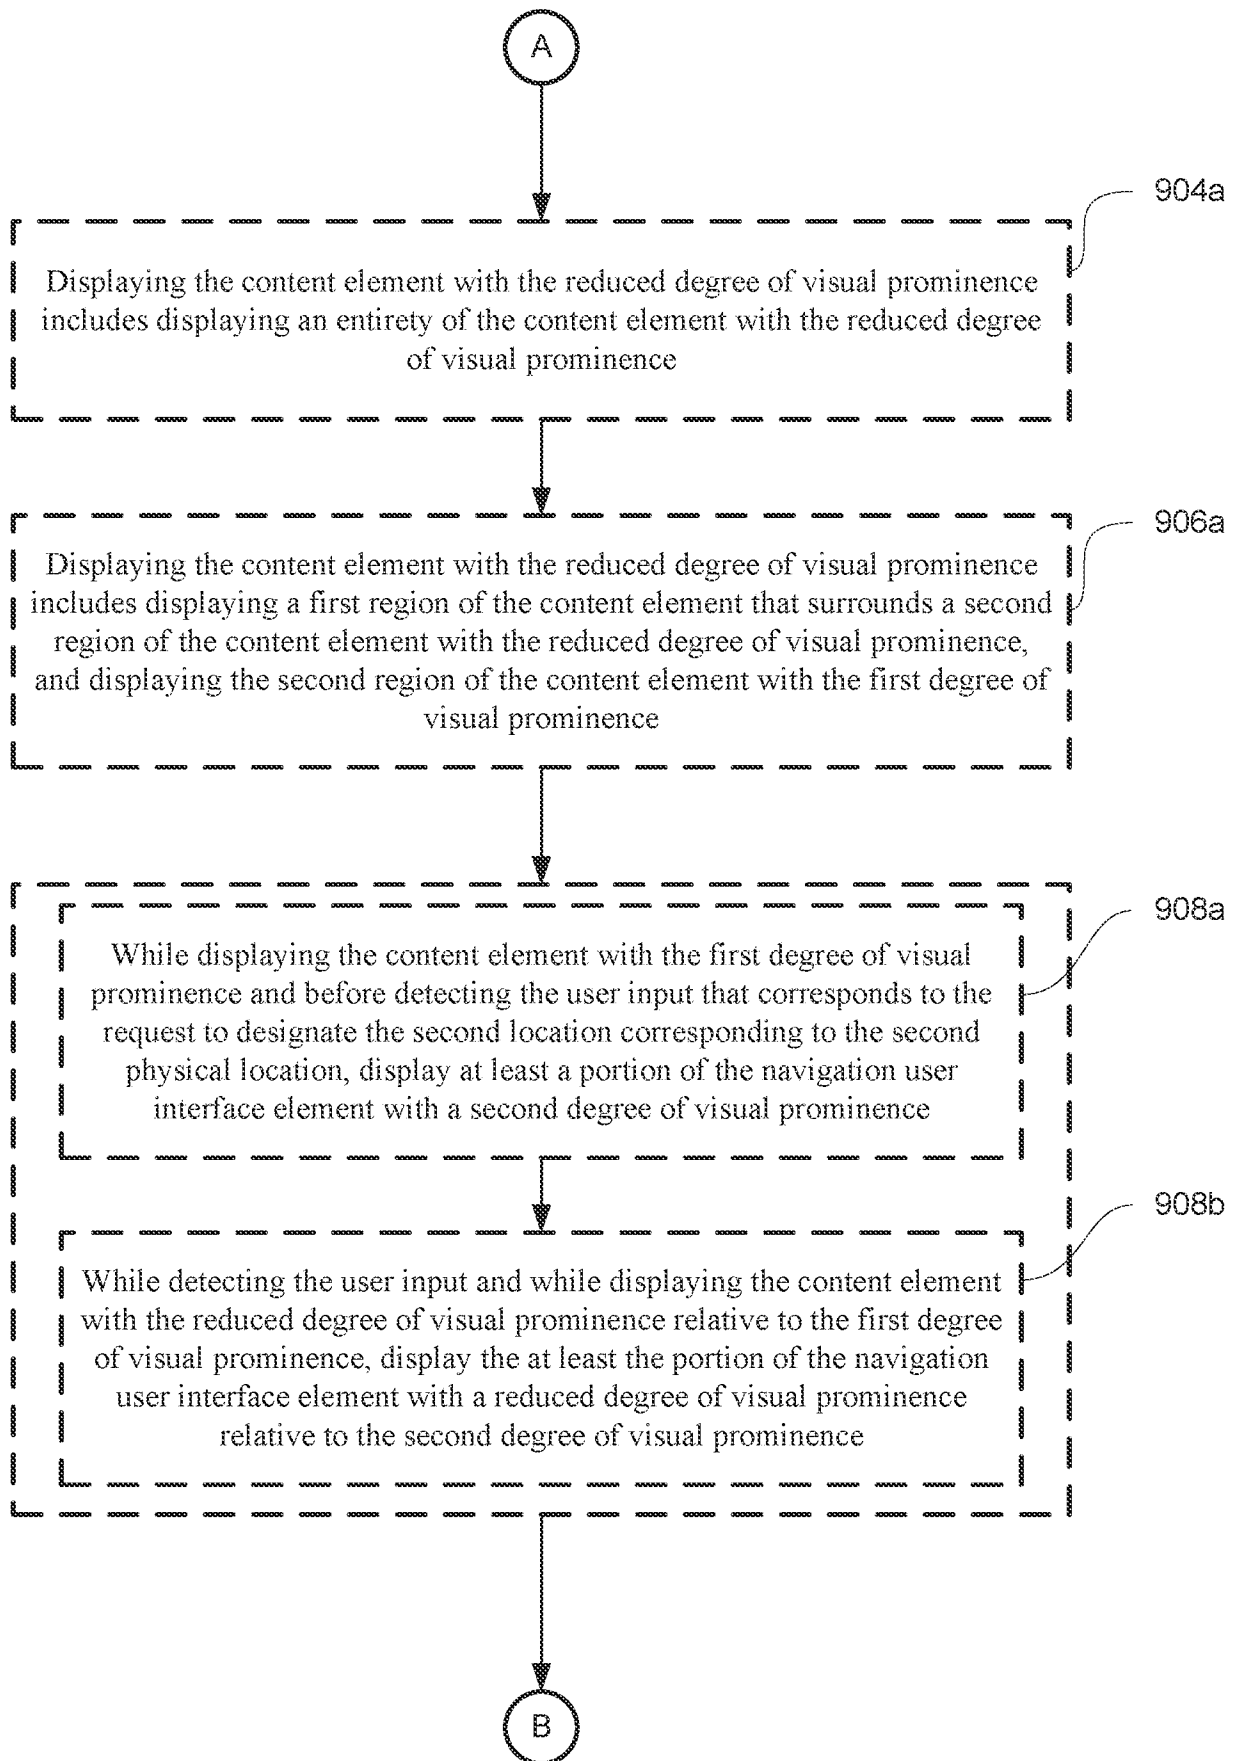 A
904a
Displaying the content element with the reduced degree of visual prominence
includes displaying an entirety of the content element with the reduced degree
of visual prominence
906a
Displaying the content element with the reduced degree of visual prominence
includes displaying a first region of the content element that surrounds a second
region of the content element with the reduced degree of visual prominence,
and displaying the second region of the content element with the first degree of
visual prominence
908a
While displaying the content element with the first degree of visual
prominence and before detecting the user input that corresponds to the
request to designate the second location corresponding to the second
physical location, display at least a portion of the navigation user
interface element with a second degree of visual prominence
908b
While detecting the user input and while displaying the content element
with the reduced degree of visual prominence relative to the first degree
of visual prominence, display the at least the portion of the navigation
user interface element with a reduced degree of visual prominence
relative to the second degree of visual prominence
B